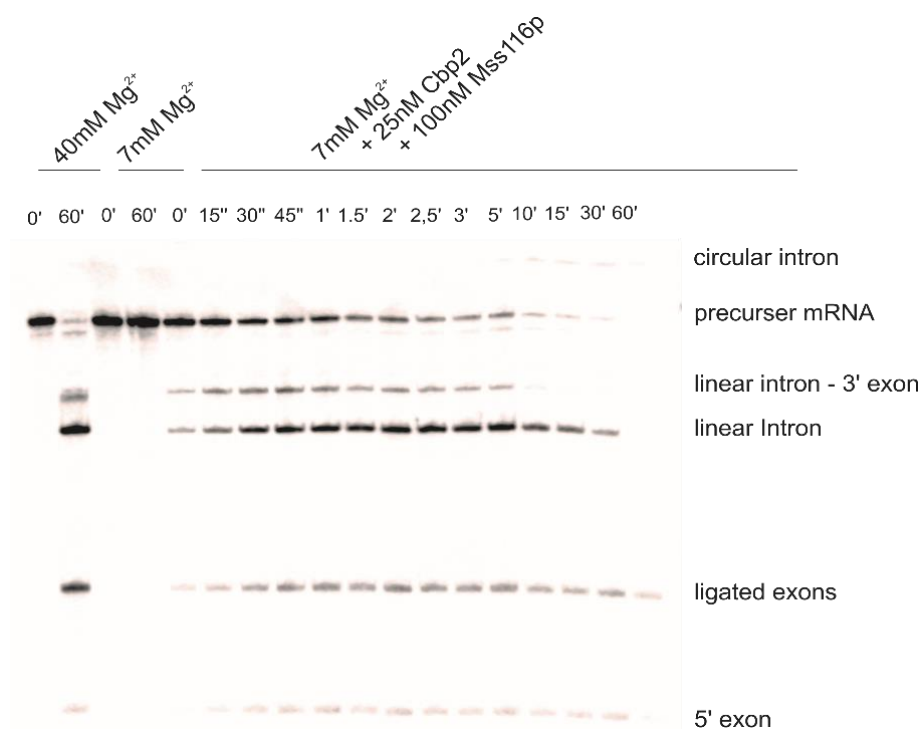 40mM Mg²⁺
7mM Mg²⁺
7mM Mg²⁺
+ 25nM Cbp2
+ 100nM Mss116p
0' 60' 0' 60' 0' 15" 30" 45" 1' 1.5' 2' 2,5' 3' 5' 10' 15' 30' 60'
circular intron
precurser mRNA
linear intron - 3' exon
linear Intron
ligated exons
5' exon